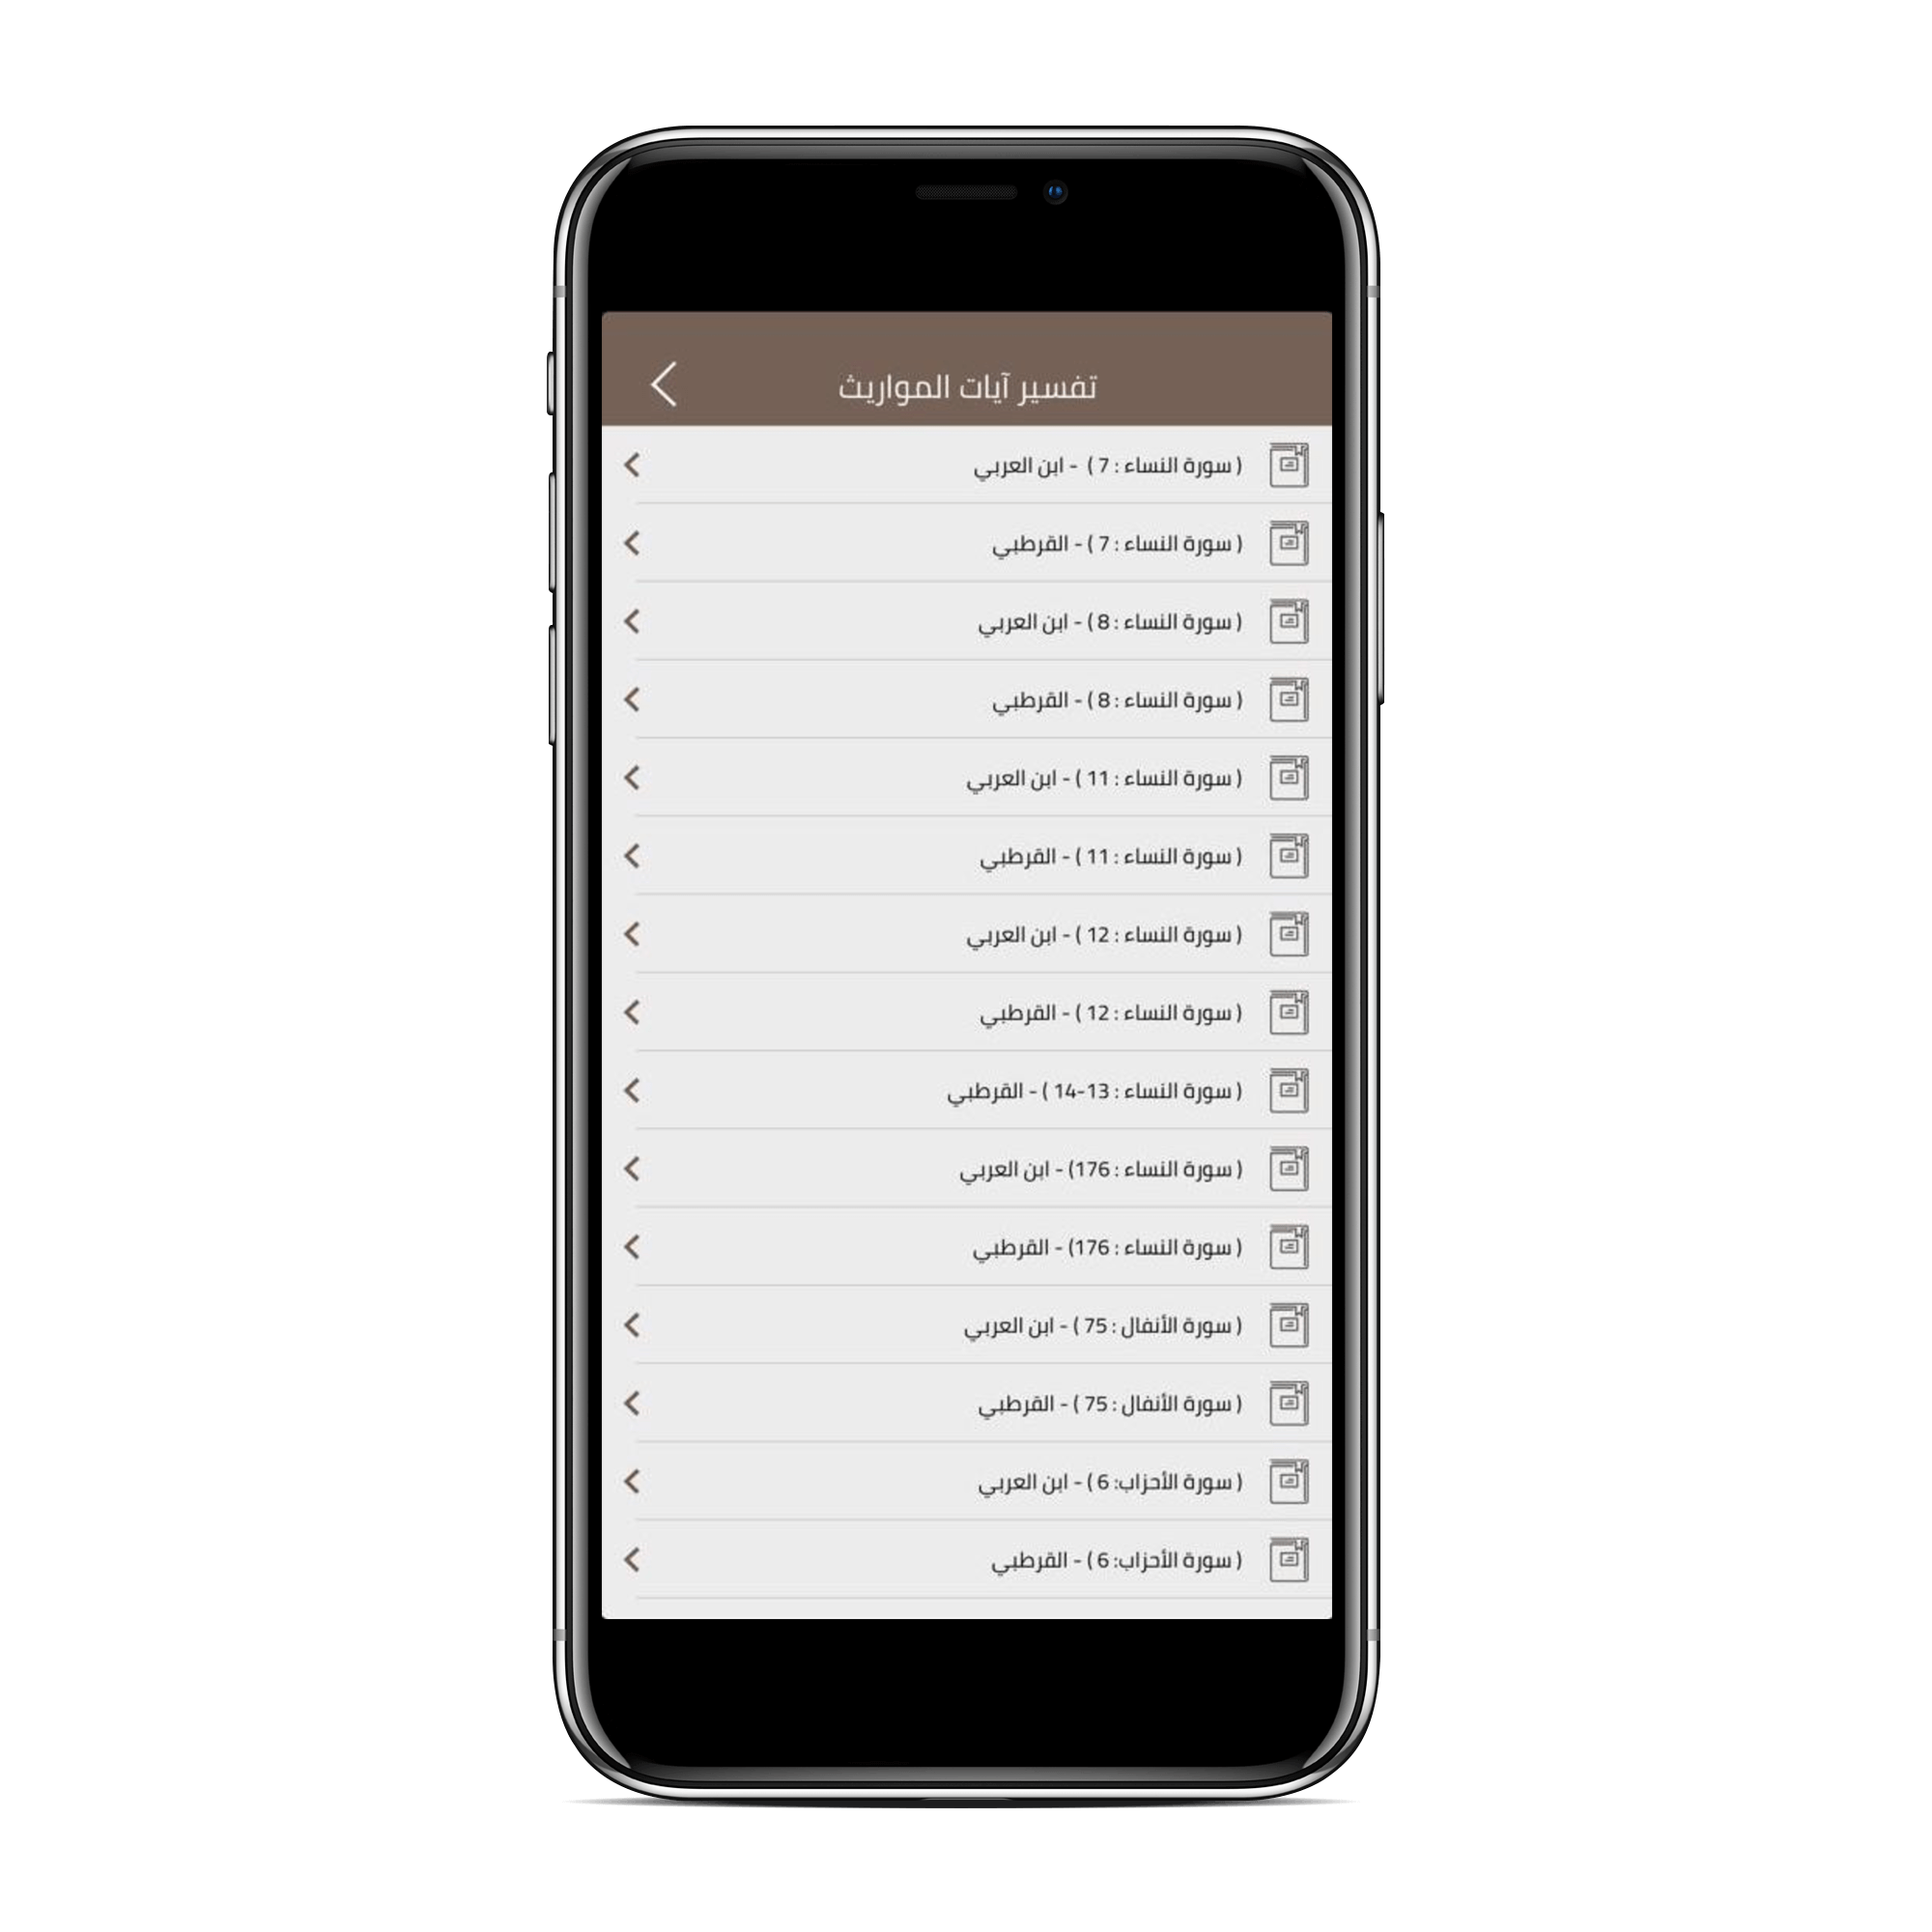 تفسير آيات المواريث
( سورة النساء : 7 ) - ابن العربي
( سورة النساء : 7 ) - القرطبي
( سورة النساء : 8 ) - ابن العربي
( سورة النساء : 8 ) - القرطبي
( سورة النساء : 11 ) - ابن العربي
( سورة النساء : 11 ) - القرطبي
( سورة النساء : 12 ) - ابن العربي
( سورة النساء : 12 ) - القرطبي
( سورة النساء : 13-14 ) - القرطبي
( سورة النساء : 176) - ابن العربي
( سورة النساء : 176) - القرطبي
( سورة الأنفال : 75 ) - ابن العربي
( سورة الأنفال : 75 ) - القرطبي
( سورة الأحزاب: 6 ) - ابن العربي
( سورة الأحزاب: 6 ) - القرطبي